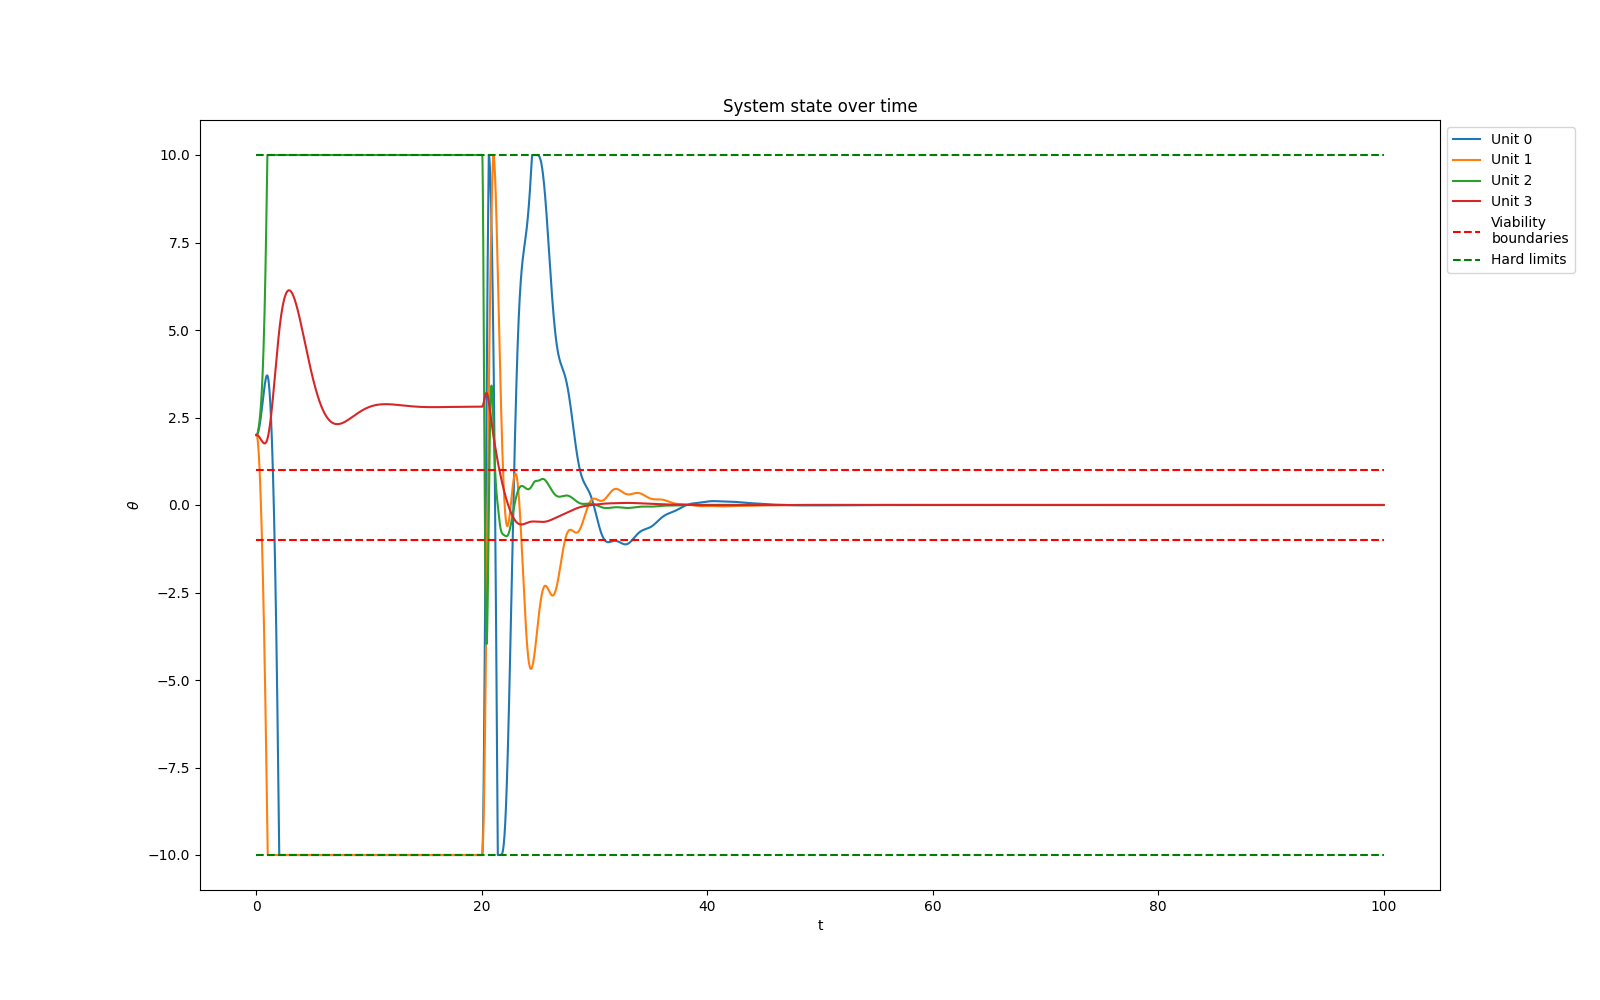 System state over time
10.0
7.5
5.0
2.5
0.0
−2.5
−5.0
−7.5
−10.0
θ
0
20
40
60
80
100
t
Unit 0
Unit 1
Unit 2
Unit 3
Viability
boundaries
Hard limits